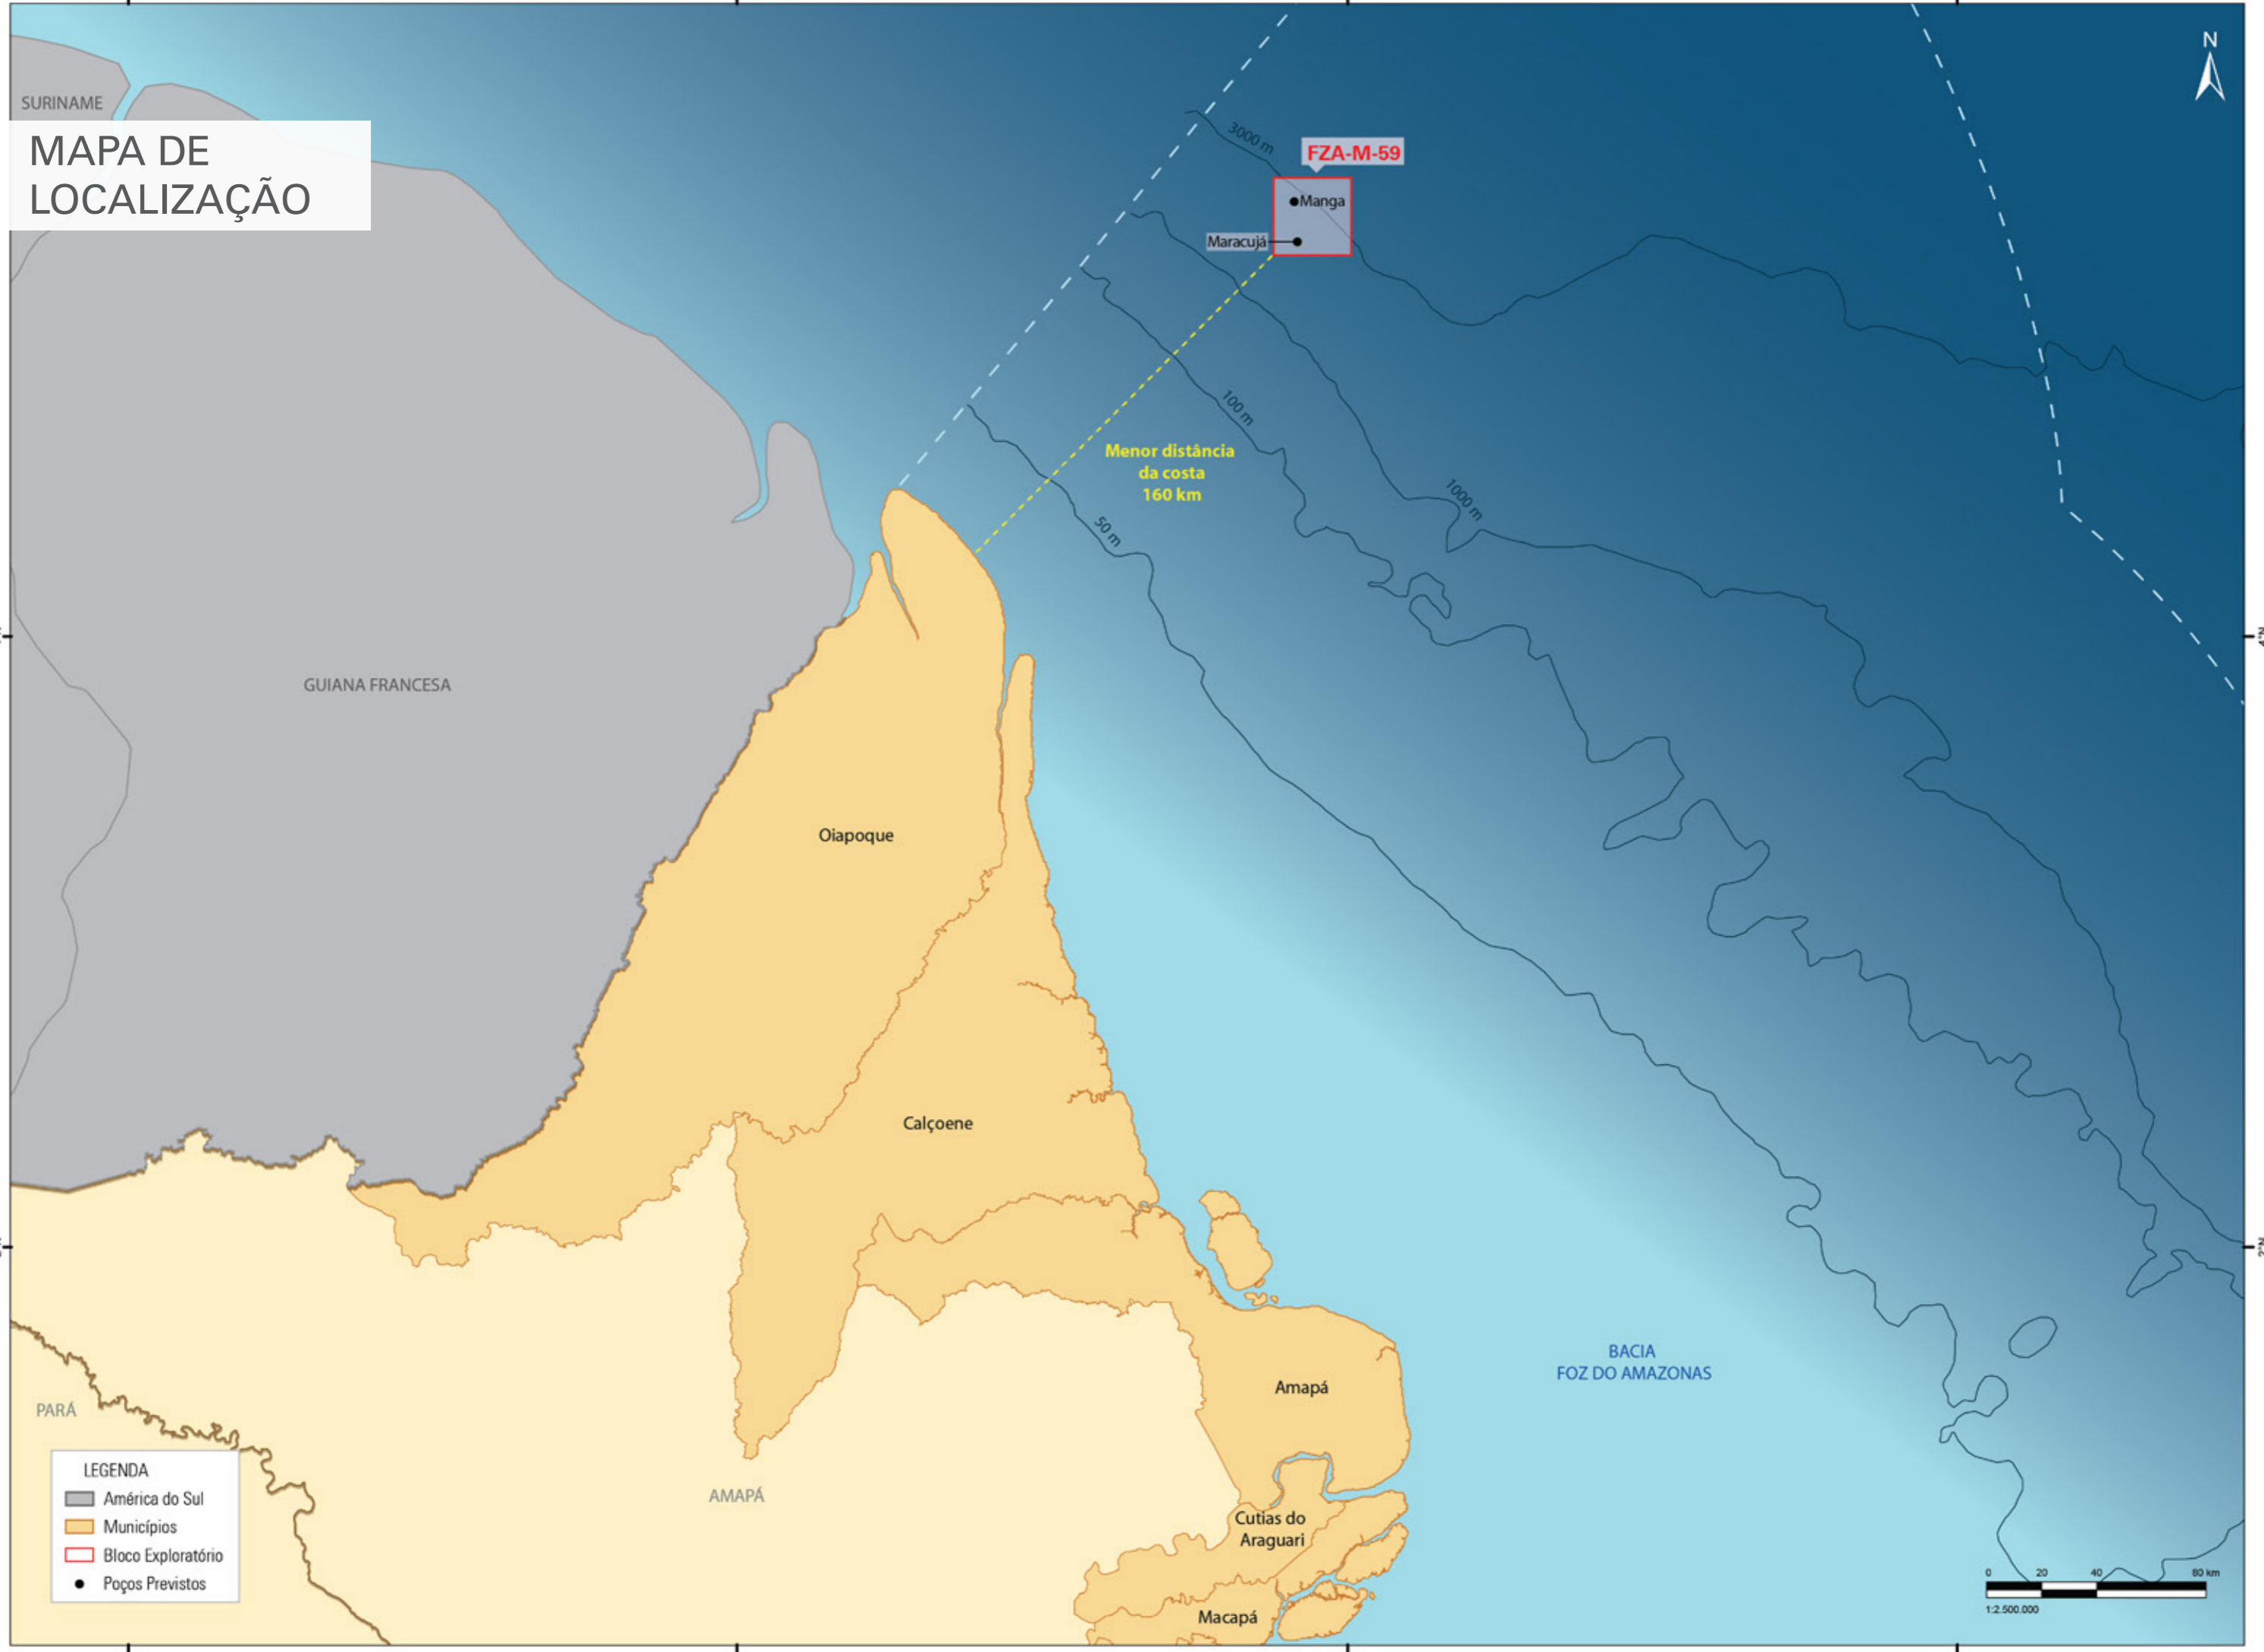 N
SURINAME
MAPA DE
LOCALIZAÇÃO
3000 m
FZA-M-59
Manga
Maracujá
100 m
Menor distância
da costa
160 km
1000 m
50 m
GUIANA FRANCESA
Oiapoque
Calçoene
BACIA
FOZ DO AMAZONAS
Amapá
PARÁ
LEGENDA
América do Sul
Municípios
Bloco Exploratório
Poços Previstos
AMAPÁ
Cutias do
Araguari
Macapá
0 20 40 80 km
1:2.500.000